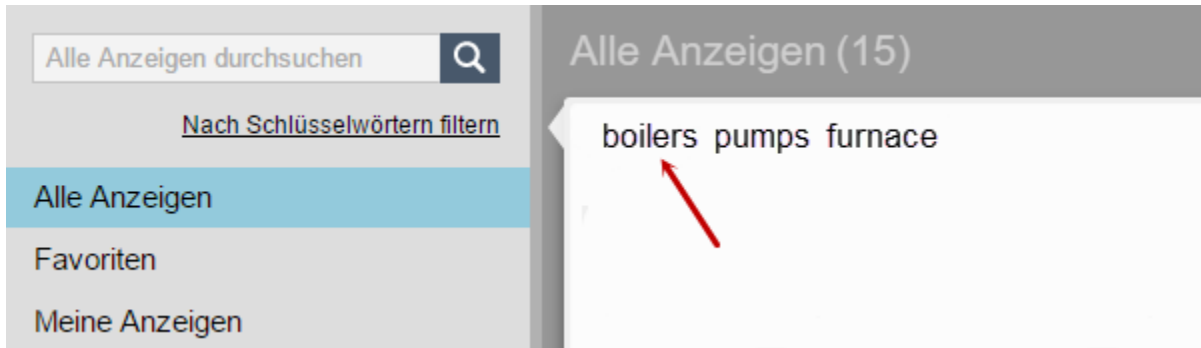 Alle Anzeigen durchsuchen
Nach Schlüsselwörtern filtern
Alle Anzeigen
Favoriten
Meine Anzeigen
Alle Anzeigen (15)
boilers pumps furnace